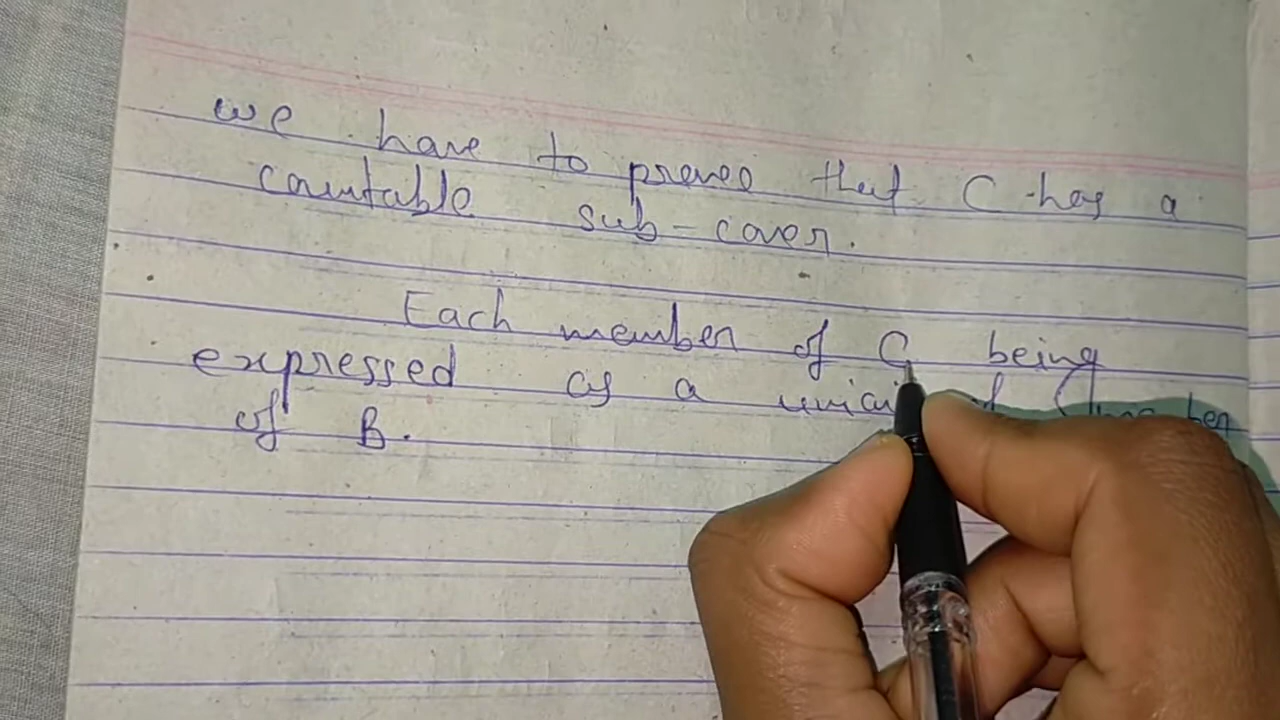 we have to prove that C has a
countable sub-cover.
Each member of C being
expressed as a
of B.